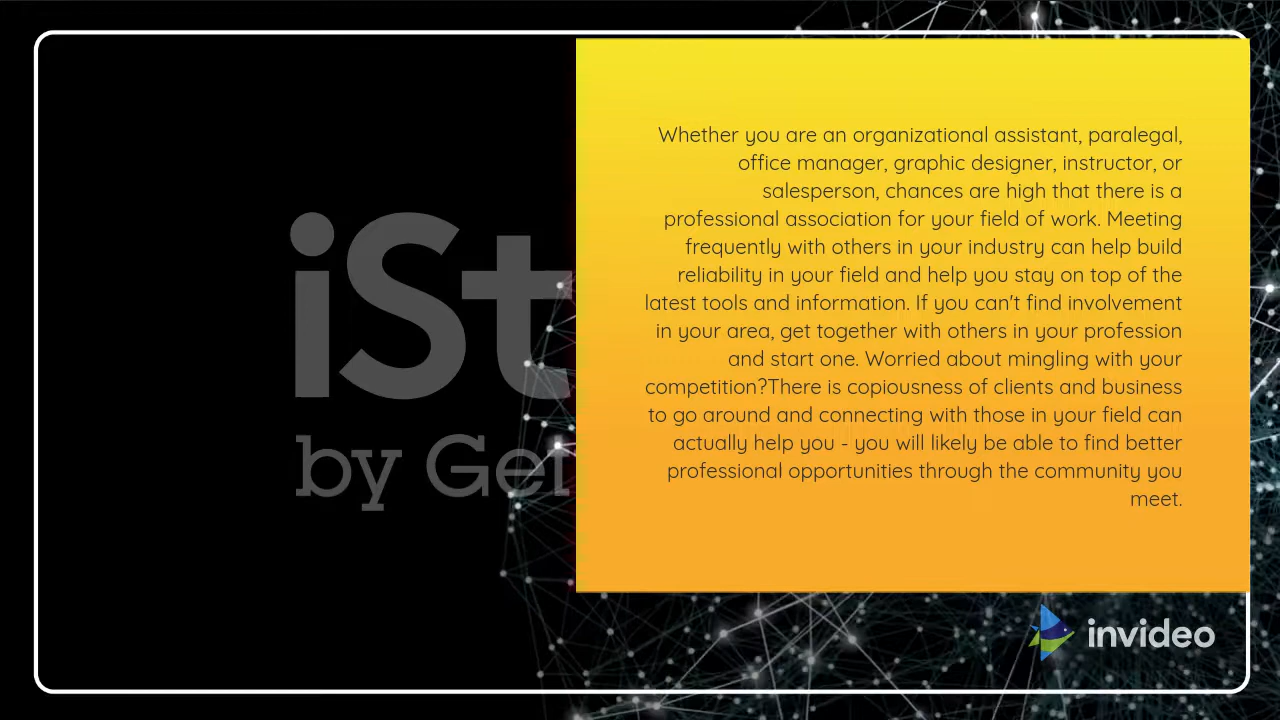 Whether you are an organizational assistant, paralegal,
office manager, graphic designer, instructor, or
salesperson, chances are high that there is a
professional association for your field of work. Meeting
frequently with others in your industry can help build
reliability in your field and help you stay on top of the
latest tools and information. If you can't find involvement
in your area, get together with others in your profession
and start one. Worried about mingling with your
competition?There is copiousness of clients and business
to go around and connecting with those in your field can
actually help you - you will likely be able to find better
professional opportunities through the community you
meet.
iSt
by Get
invideo